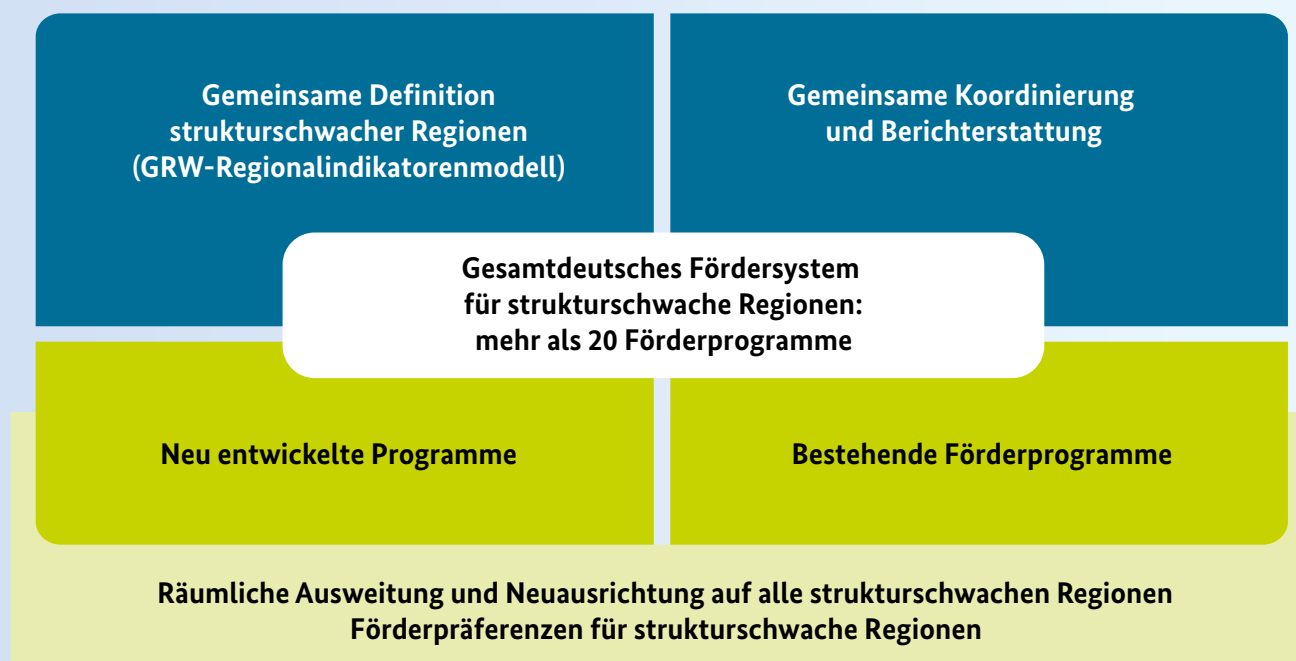 Gemeinsame Definition
strukturschwacher Regionen
(GRW-Regionalindikatorenmodell)
Gemeinsame Koordinierung
und Berichterstattung
Gesamtdeutsches Fördersystem
für strukturschwache Regionen:
mehr als 20 Förderprogramme
Neu entwickelte Programme
Bestehende Förderprogramme
Räumliche Ausweitung und Neuausrichtung auf alle strukturschwachen Regionen
Förderpräferenzen für strukturschwache Regionen